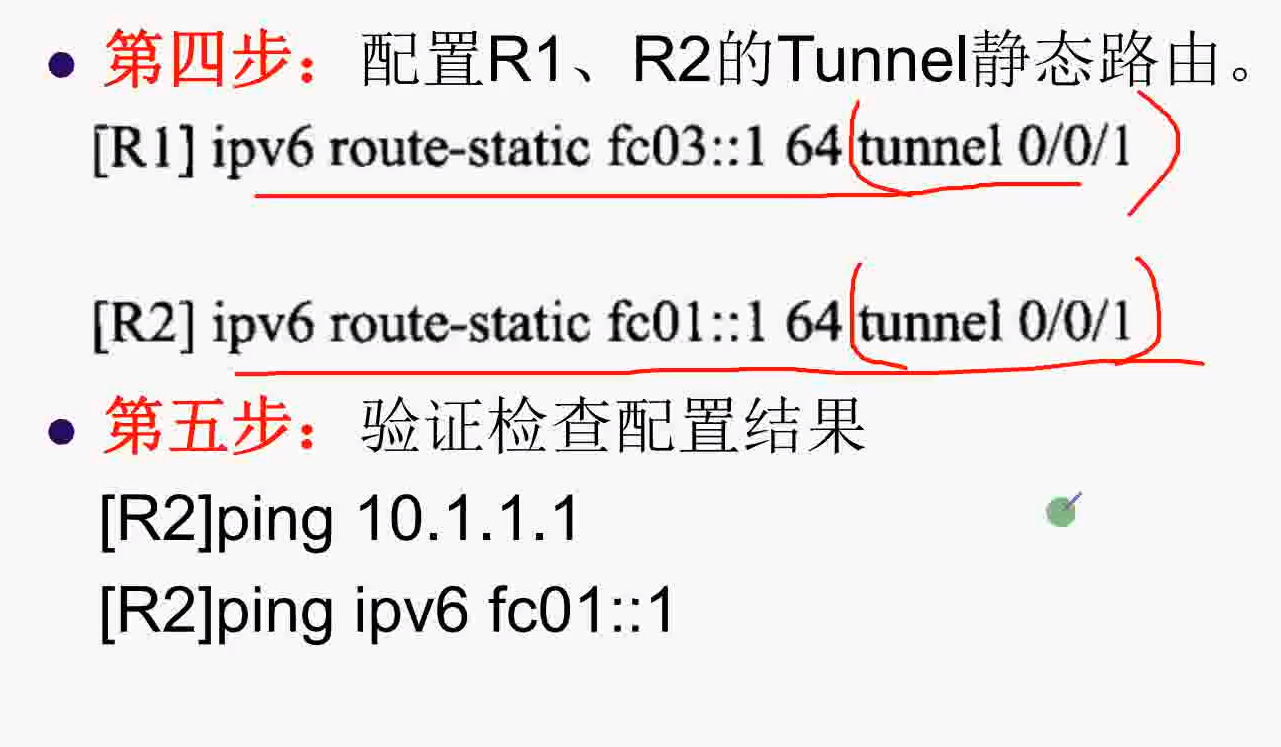 第四步：配置R1、R2的Tunnel静态路由。
[R1] ipv6 route-static fc03::1 64 tunnel 0/0/1
[R2] ipv6 route-static fc01::1 64 tunnel 0/0/1
第五步：验证检查配置结果
[R2]ping 10.1.1.1
[R2]ping ipv6 fc01::1